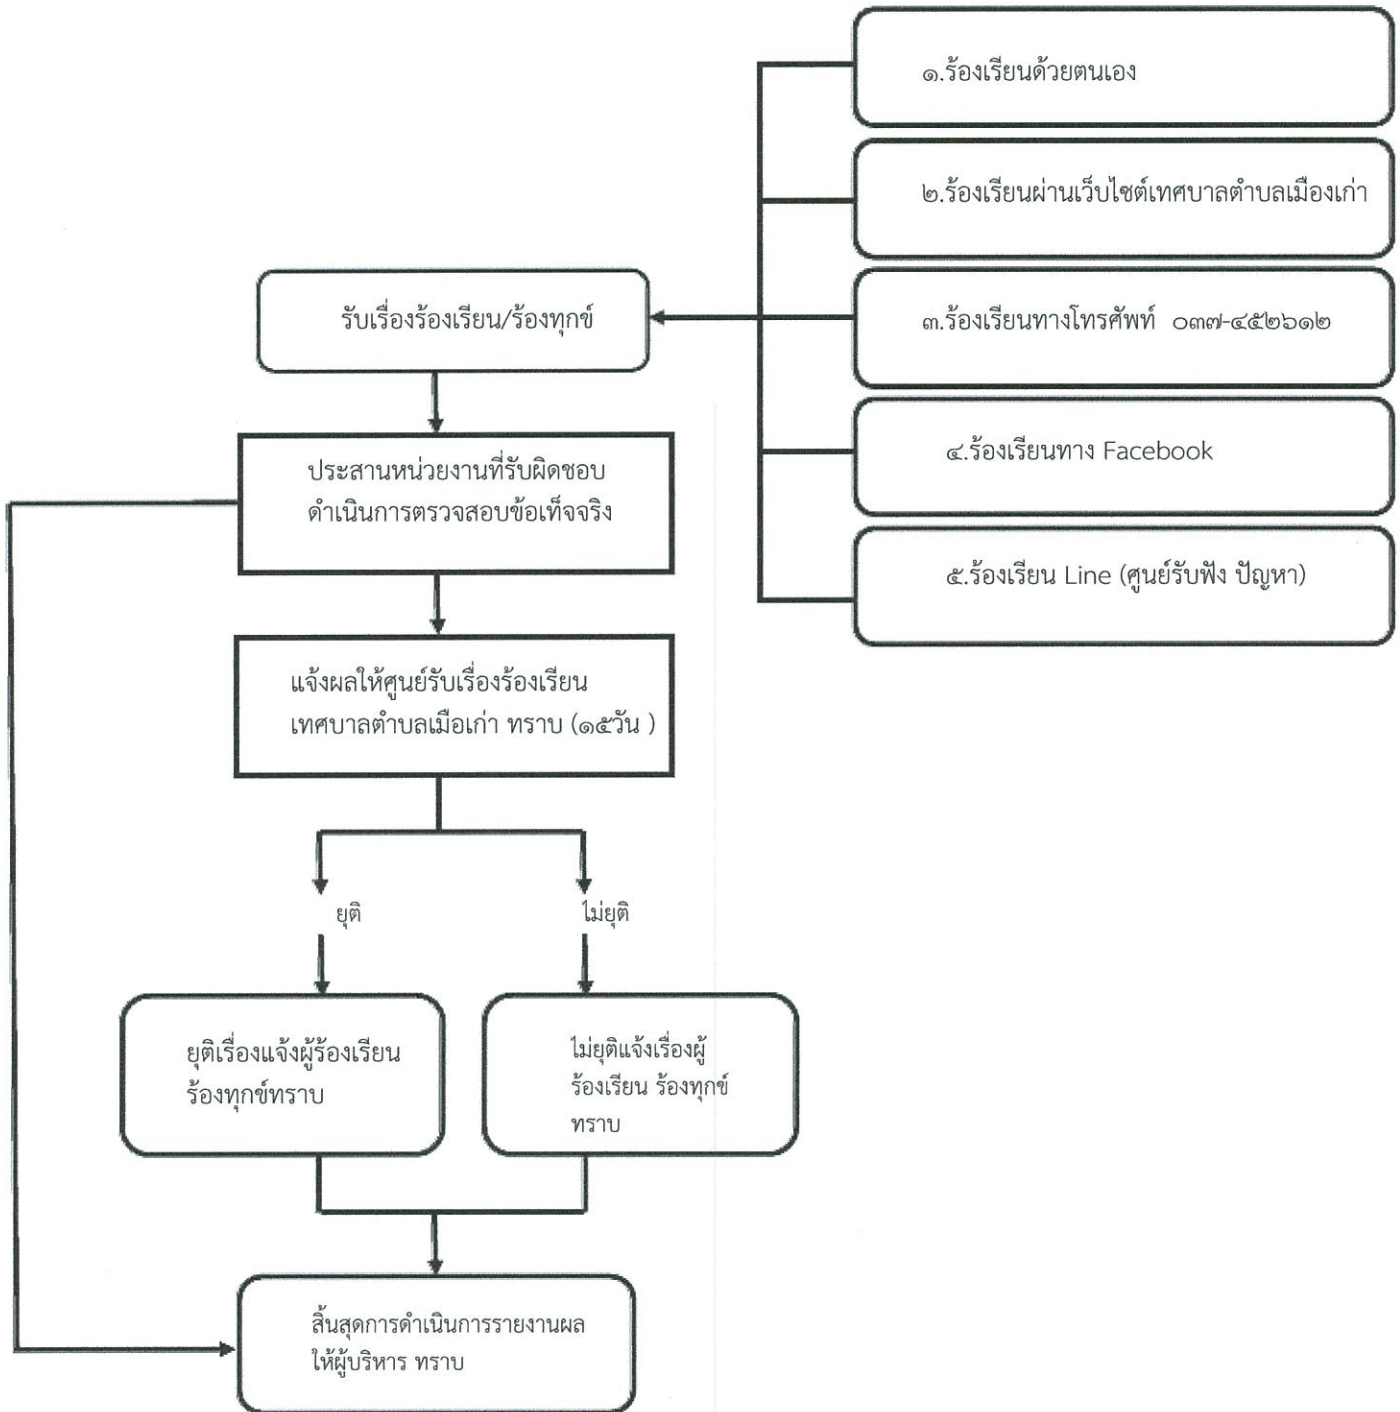 ๑.ร้องเรียนด้วยตนเอง
๒.ร้องเรียนผ่านเว็บไซต์เทศบาลตำบลเมืองเก่า
๓.ร้องเรียนทางโทรศัพท์ ๐๓๗-๔๕๒๖๑๒
๔.ร้องเรียนทาง Facebook
๕.ร้องเรียน Line (ศูนย์รับฟัง ปัญหา)
รับเรื่องร้องเรียน/ร้องทุกข์
ประสานหน่วยงานที่รับผิดชอบ
ดำเนินการตรวจสอบข้อเท็จจริง
แจ้งผลให้ศูนย์รับเรื่องร้องเรียน
เทศบาลตำบลเมือเก่า ทราบ (๑๕วัน )
ยุติ
ไม่ยุติ
ยุติเรื่องแจ้งผู้ร้องเรียน
ร้องทุกข์ทราบ
ไม่ยุติแจ้งเรื่องผู้
ร้องเรียน ร้องทุกข์
ทราบ
สิ้นสุดการดำเนินการรายงานผล
ให้ผู้บริหาร ทราบ